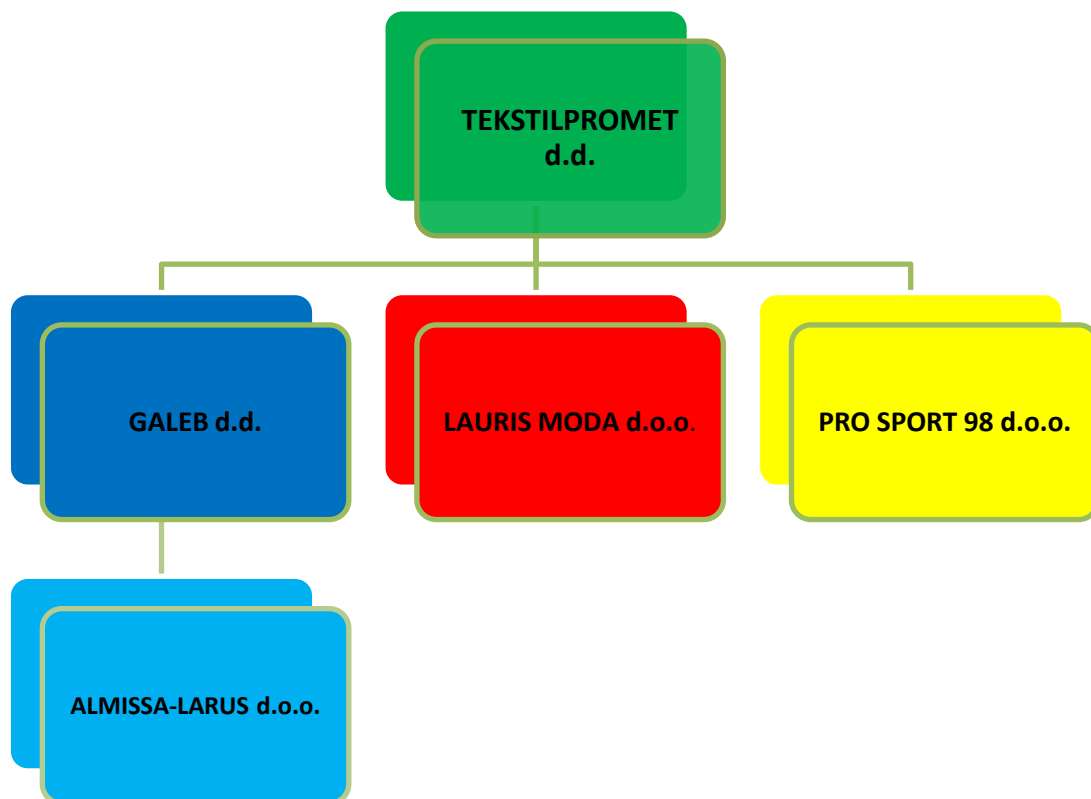 TEKSTILPROMET
d.d.
GALEB d.d.
LAURIS MODA d.o.o.
PRO SPORT 98 d.o.o.
ALMISSA-LARUS d.o.o.